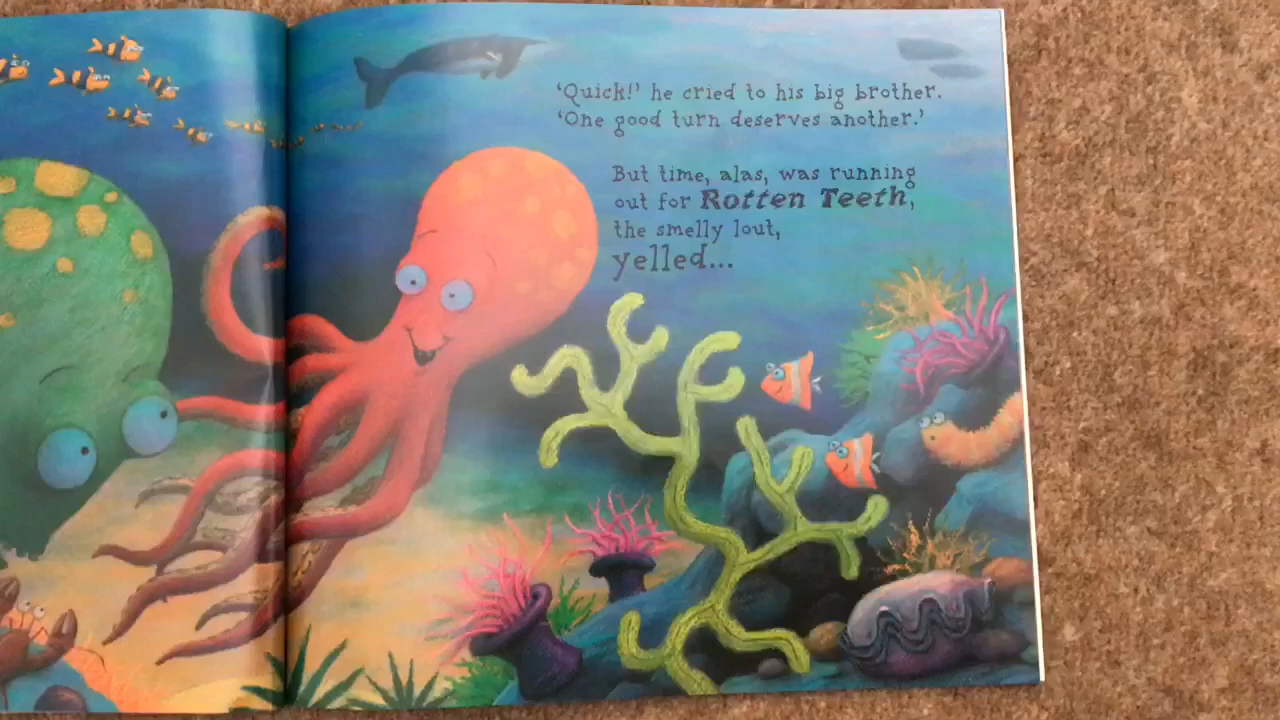 ‘Quick!’ he cried to his big brother.
‘One good turn deserves another.’
But time, alas, was running
out for Rotten Teeth,
the smelly lout,
yelled...